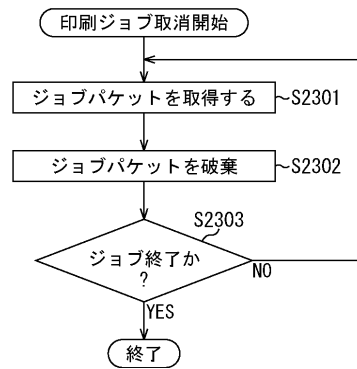 印刷ジョブ取消開始
ジョブパケットを取得する
S2301
ジョブパケットを破棄
S2302
S2303
ジョブ終了か
?
NO
YES
終了